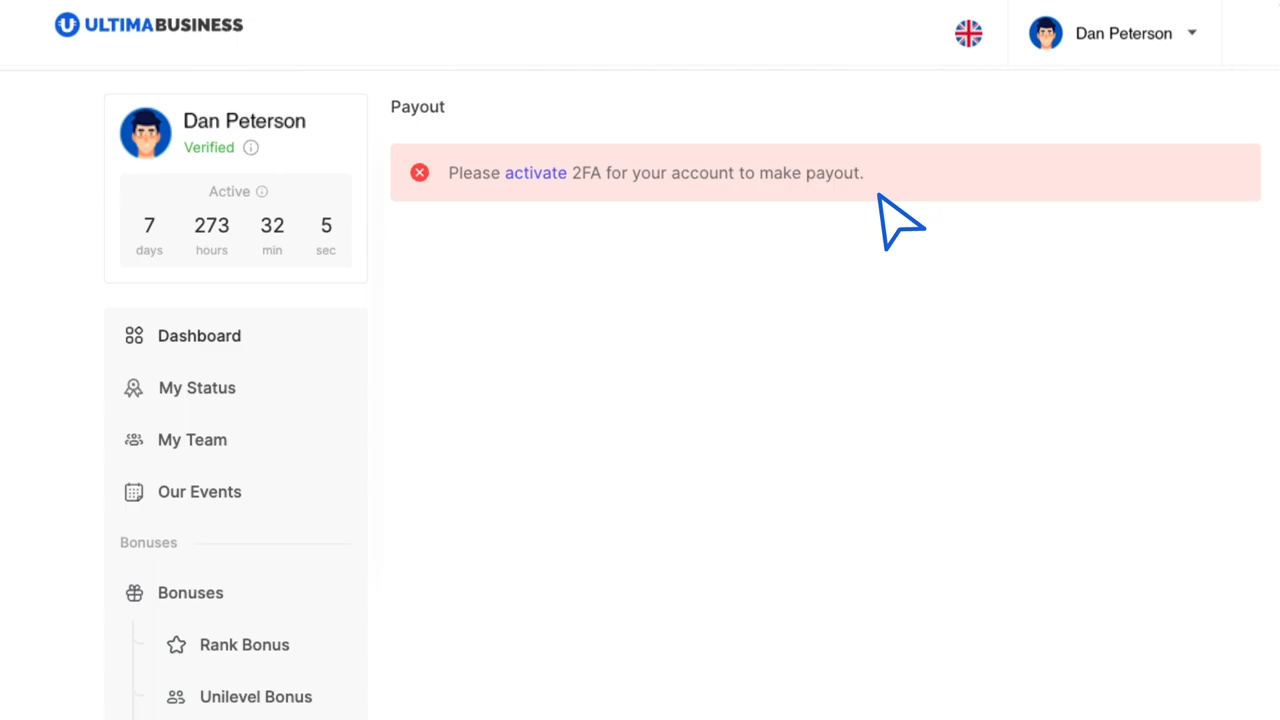 ULTIMABUSINESS
Dan Peterson
Dan Peterson
Verified
Active
7 273 32 5
days hours min sec
Dashboard
My Status
My Team
Our Events
Bonuses
Bonuses
Rank Bonus
Unilevel Bonus
Payout
Please activate 2FA for your account to make payout.